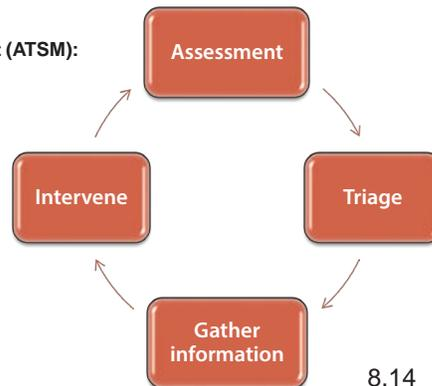 t (ATSM):
Assessment
Triage
Gather
information
Intervene
8.14